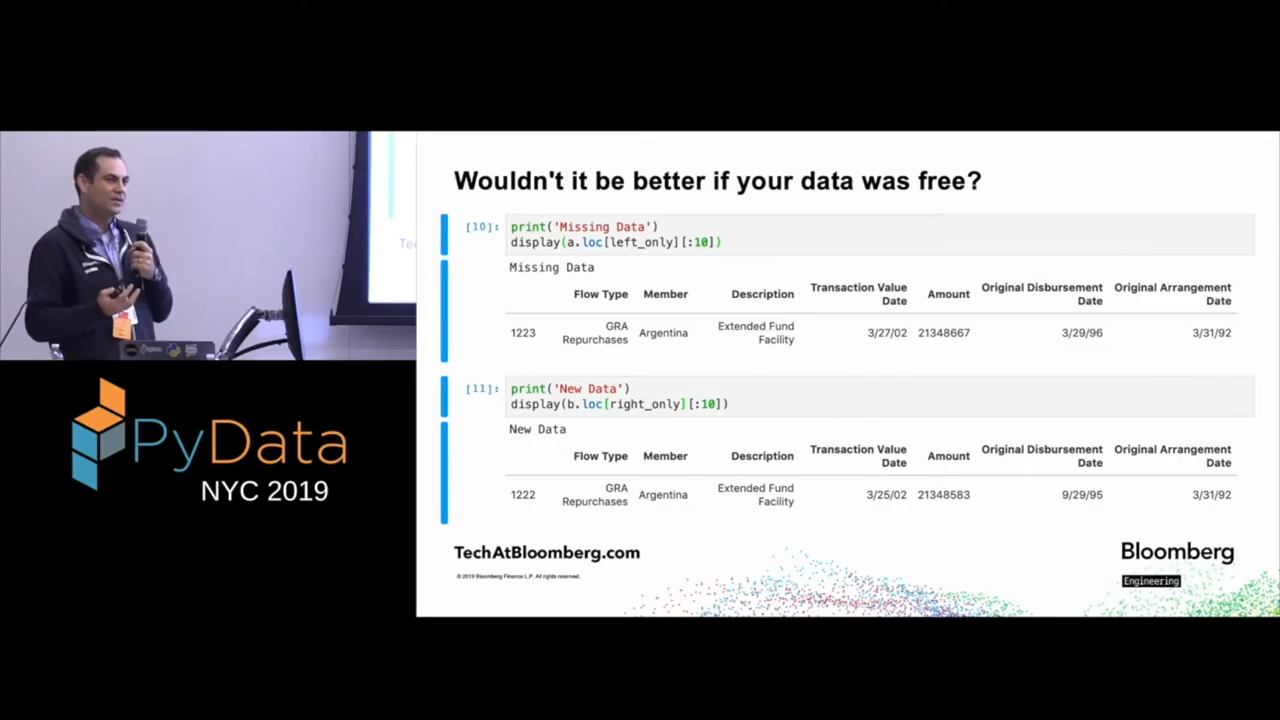 Wouldn't it be better if your data was free?
[10]: print('Missing Data')
display(a.loc[left_only][:10])
Missing Data
Flow Type Member Description Transaction Value Date Amount Original Disbursement Date Original Arrangement Date
1223 GRA Repurchases Argentina Extended Fund Facility 3/27/02 21348667 3/29/96 3/31/92
[11]: print('New Data')
display(b.loc[right_only][:10])
New Data
Flow Type Member Description Transaction Value Date Amount Original Disbursement Date Original Arrangement Date
1222 GRA Repurchases Argentina Extended Fund Facility 3/25/02 21348583 9/29/95 3/31/92
TechAtBloomberg.com
© 2019 Bloomberg Finance L.P. All rights reserved.
Bloomberg
Engineering
PyData
NYC 2019
Tec